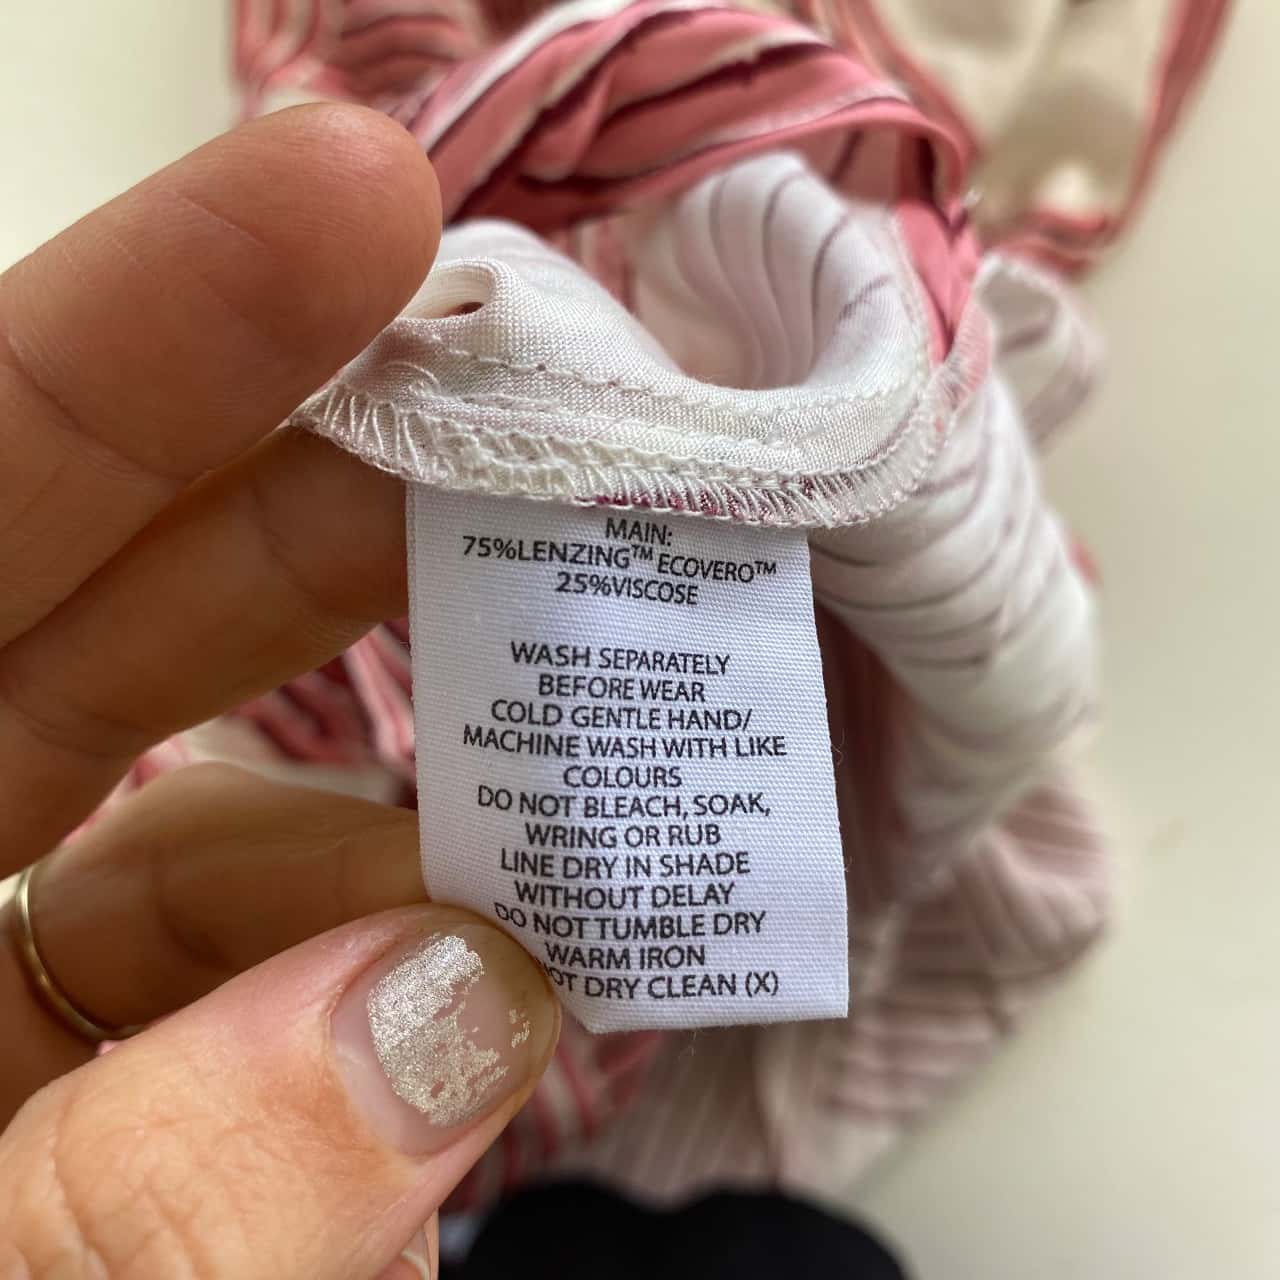 MAIN:
75%LENZING™ ECOVERO™
25%VISCOSE
WASH SEPARATELY
BEFORE WEAR
COLD GENTLE HAND/
MACHINE WASH WITH LIKE
COLOURS
DO NOT BLEACH, SOAK,
WRING OR RUB
LINE DRY IN SHADE
WITHOUT DELAY
DO NOT TUMBLE DRY
WARM IRON
DRY CLEAN (X)